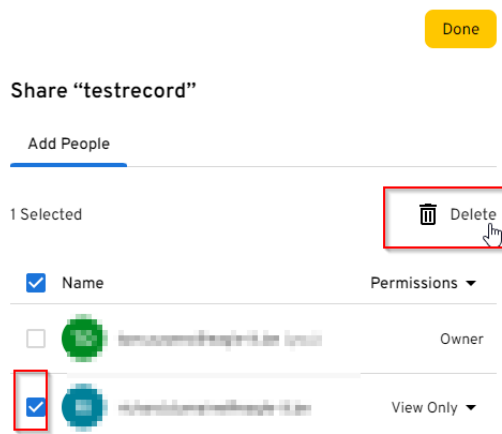 Done
Share “testrecord”
Add People
1 Selected
Delete
Name
Permissions
Owner
View Only